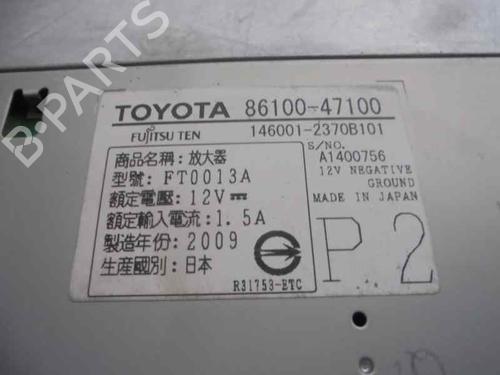 TOYOTA 86100-47100
FUJITSU TEN 146001-2370B101
S/NO.
A1400756
12V NEGATIVE
GROUND
MADE IN JAPAN
商品名稱：放大器
型號：FT0013A
額定電壓：12V
額定輸入電流：1.5A
製造年份：2009
生産國別：日本
R31753-ETC
P2
B-PARTS